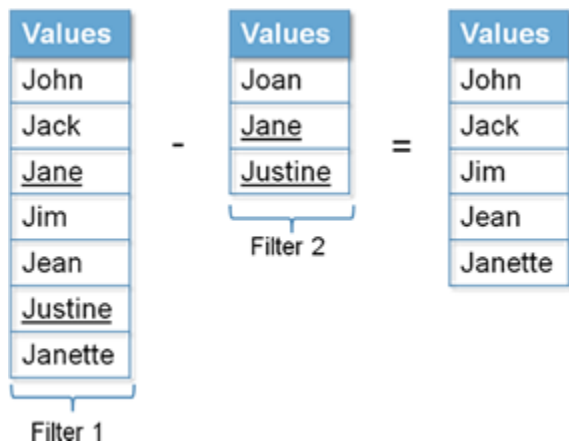 Values
John
Jack
Jane
Jim
Jean
Justine
Janette
Filter 1
-
Values
Joan
Jane
Justine
Filter 2
=
Values
John
Jack
Jim
Jean
Janette